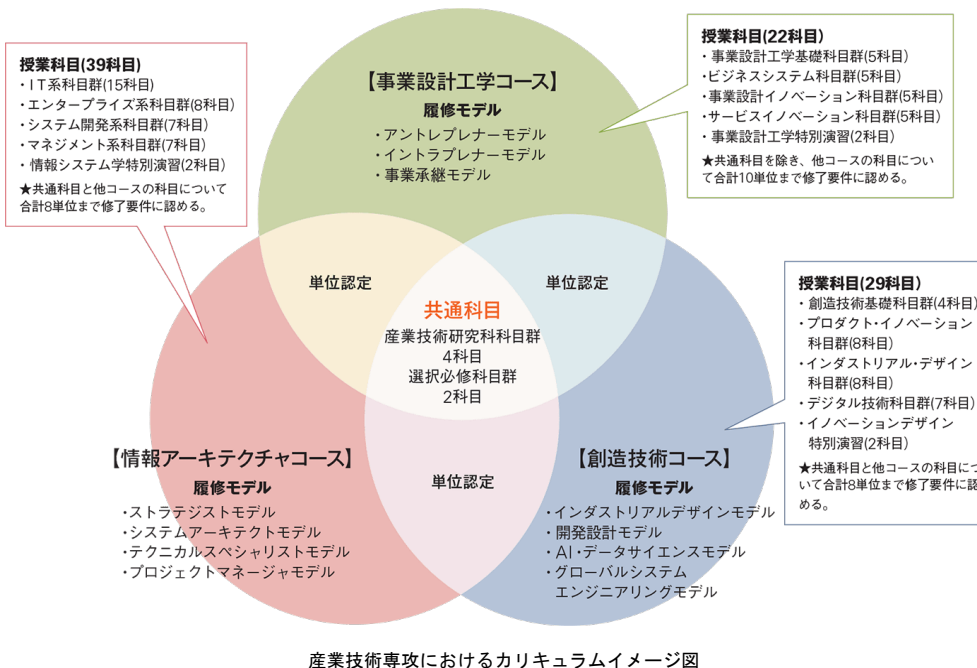 授業科目(39科目)
・IT系科目群(15科目)
・エンタープライズ系科目群(8科目)
・システム開発系科目群(7科目)
・マネジメント系科目群(7科目)
・情報システム学特別演習(2科目)
★共通科目と他コースの科目について
合計8単位まで修了要件に認める。
【事業設計工学コース】
履修モデル
・アントレプレナーモデル
・イントラプレナーモデル
・事業承継モデル
授業科目(22科目)
・事業設計工学基礎科目群(5科目)
・ビジネスシステム科目群(5科目)
・事業設計イノベーション科目群(5科目)
・サービスイノベーション科目群(5科目)
・事業設計工学特別演習(2科目)
★共通科目を除き、他コースの科目につい
て合計10単位まで修了要件に認める。
単位認定
単位認定
共通科目
産業技術研究科科目群
4科目
選択必修科目群
2科目
単位認定
授業科目(29科目)
・創造技術基礎科目群(4科目)
・プロダクト・イノベーション
科目群(8科目)
・インダストリアル・デザイン
科目群(8科目)
・デジタル技術科目群(7科目)
・イノベーションデザイン
特別演習(2科目)
★共通科目と他コースの科目につ
いて合計8単位まで修了要件に認
める。
【情報アーキテクチャコース】
履修モデル
・ストラテジストモデル
・システムアーキテクトモデル
・テクニカルスペシャリストモデル
・プロジェクトマネージャモデル
【創造技術コース】
履修モデル
・インダストリアルデザインモデル
・開発設計モデル
・AI・データサイエンスモデル
・グローバルシステム
エンジニアリングモデル
産業技術専攻におけるカリキュラムイメージ図